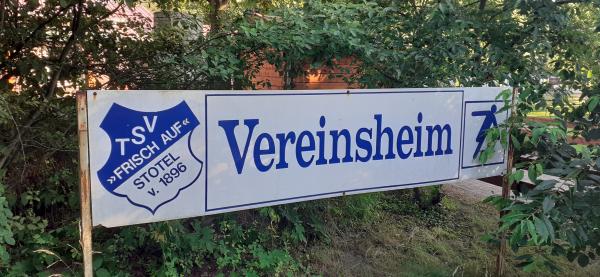 TSV
»FRISCH AUF«
STOTEL
v. 1896
Vereinsheim